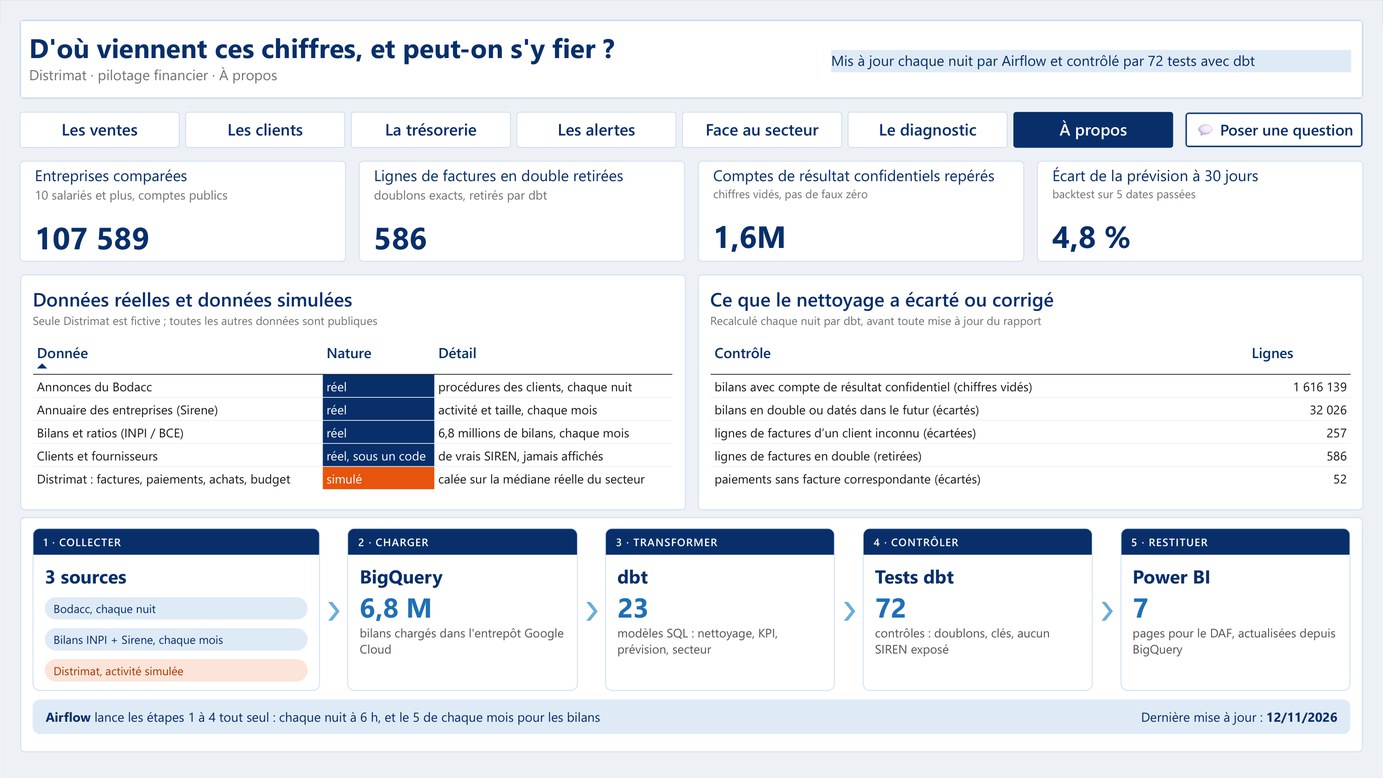 D'où viennent ces chiffres, et peut-on s'y fier ?
Distrimat · pilotage financier · À propos
Mis à jour chaque nuit par Airflow et contrôlé par 72 tests avec dbt
Les ventes
Les clients
La trésorerie
Les alertes
Face au secteur
Le diagnostic
À propos
Poser une question
Entreprises comparées
10 salariés et plus, comptes publics
107 589
Lignes de factures en double retirées
doublons exacts, retirés par dbt
586
Comptes de résultat confidentiels repérés
chiffres vidés, pas de faux zéro
1,6M
Écart de la prévision à 30 jours
backtest sur 5 dates passées
4,8 %
Données réelles et données simulées
Seule Distrimat est fictive ; toutes les autres données sont publiques
Donnée Nature Détail
Annonces du Bodacc réel procédures des clients, chaque nuit
Annuaire des entreprises (Sirene) réel activité et taille, chaque mois
Bilans et ratios (INPI / BCE) réel 6,8 millions de bilans, chaque mois
Clients et fournisseurs réel, sous un code de vrais SIREN, jamais affichés
Distrimat : factures, paiements, achats, budget simulé calée sur la médiane réelle du secteur
Ce que le nettoyage a écarté ou corrigé
Recalculé chaque nuit par dbt, avant toute mise à jour du rapport
Contrôle Lignes
bilans avec compte de résultat confidentiel (chiffres vidés) 1 616 139
bilans en double ou datés dans le futur (écartés) 32 026
lignes de factures d'un client inconnu (écartées) 257
lignes de factures en double (retirées) 586
paiements sans facture correspondante (écartés) 52
1 · COLLECTER
3 sources
Bodacc, chaque nuit
Bilans INPI + Sirene, chaque mois
Distrimat, activité simulée
2 · CHARGER
BigQuery
6,8 M
bilans chargés dans l'entrepôt Google
Cloud
3 · TRANSFORMER
dbt
23
modèles SQL : nettoyage, KPI,
prévision, secteur
4 · CONTRÔLER
Tests dbt
72
contrôles : doublons, clés, aucun
SIREN exposé
5 · RESTITUER
Power BI
7
pages pour le DAF, actualisées depuis
BigQuery
Airflow lance les étapes 1 à 4 tout seul : chaque nuit à 6 h, et le 5 de chaque mois pour les bilans
Dernière mise à jour : 12/11/2026